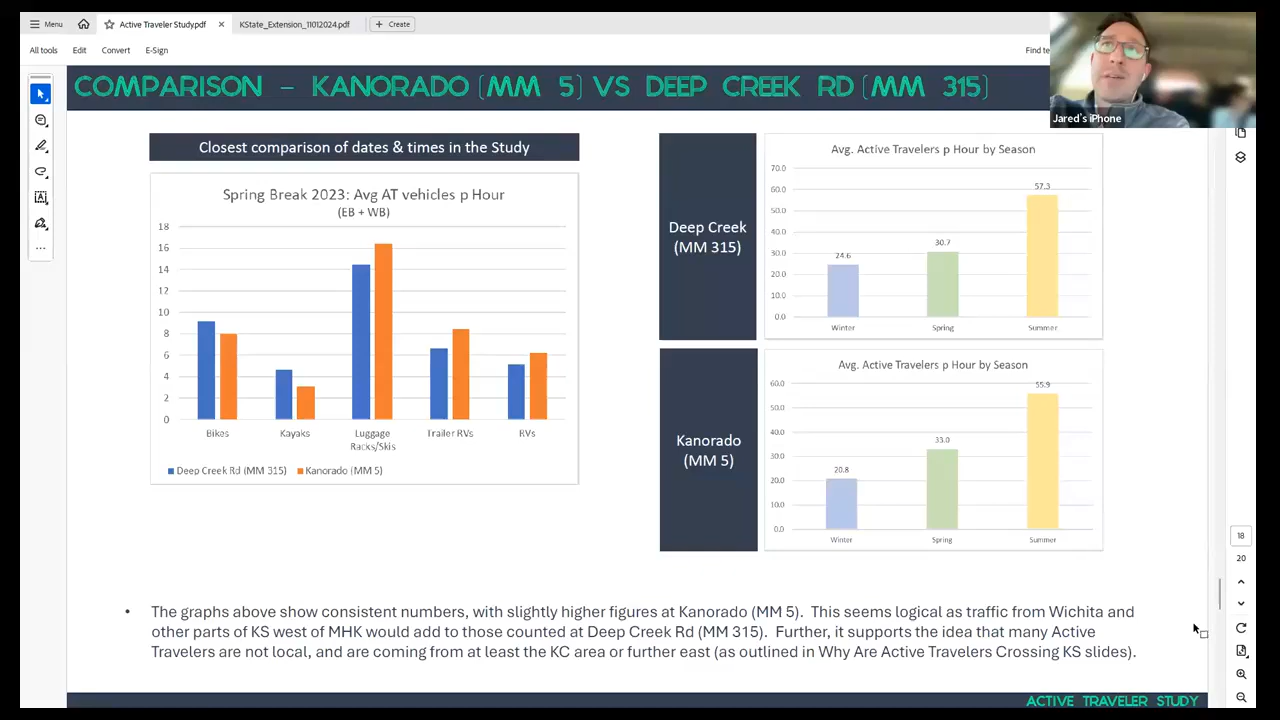 Menu
Active Traveler Study.pdf
KState_Extension_11012024.pdf
Create
All tools
Edit
Convert
E-Sign
Find te
Jared's iPhone
COMPARISON – KANORADO (MM 5) VS DEEP CREEK RD (MM 315)
Closest comparison of dates & times in the Study
Spring Break 2023: Avg AT vehicles p Hour
(EB + WB)
18
16
14
12
10
8
6
4
2
0
Bikes
Kayaks
Luggage
Racks/Skis
Trailer RVs
RVs
Deep Creek Rd (MM 315)
Kanorado (MM 5)
Deep Creek
(MM 315)
Avg. Active Travelers p Hour by Season
70.0
60.0
50.0
40.0
30.0
20.0
10.0
0.0
24.6
30.7
57.3
Winter
Spring
Summer
Kanorado
(MM 5)
Avg. Active Travelers p Hour by Season
60.0
50.0
40.0
30.0
20.0
10.0
0.0
20.8
33.0
55.9
Winter
Spring
Summer
18
20
• The graphs above show consistent numbers, with slightly higher figures at Kanorado (MM 5). This seems logical as traffic from Wichita and
other parts of KS west of MHK would add to those counted at Deep Creek Rd (MM 315). Further, it supports the idea that many Active
Travelers are not local, and are coming from at least the KC area or further east (as outlined in Why Are Active Travelers Crossing KS slides).
ACTIVE TRAVELER STUDY